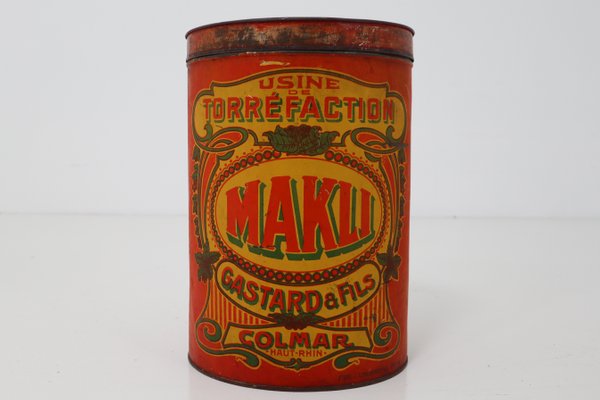 USINE
DE
TORRÉFACTION
MAKLI
GASTARD & FILS
COLMAR.
-HAUT-RHIN-